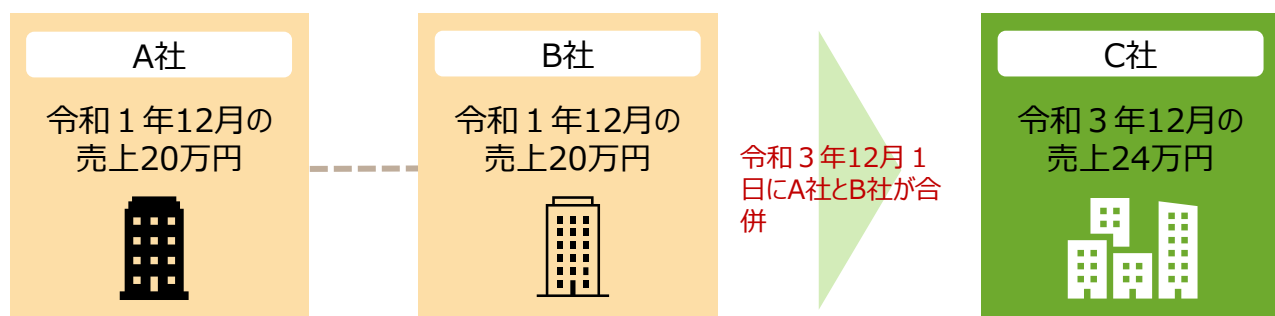 A社
令和１年12月の
売上20万円
B社
令和１年12月の
売上20万円
令和３年12月１
日にA社とB社が合
併
C社
令和３年12月の
売上24万円